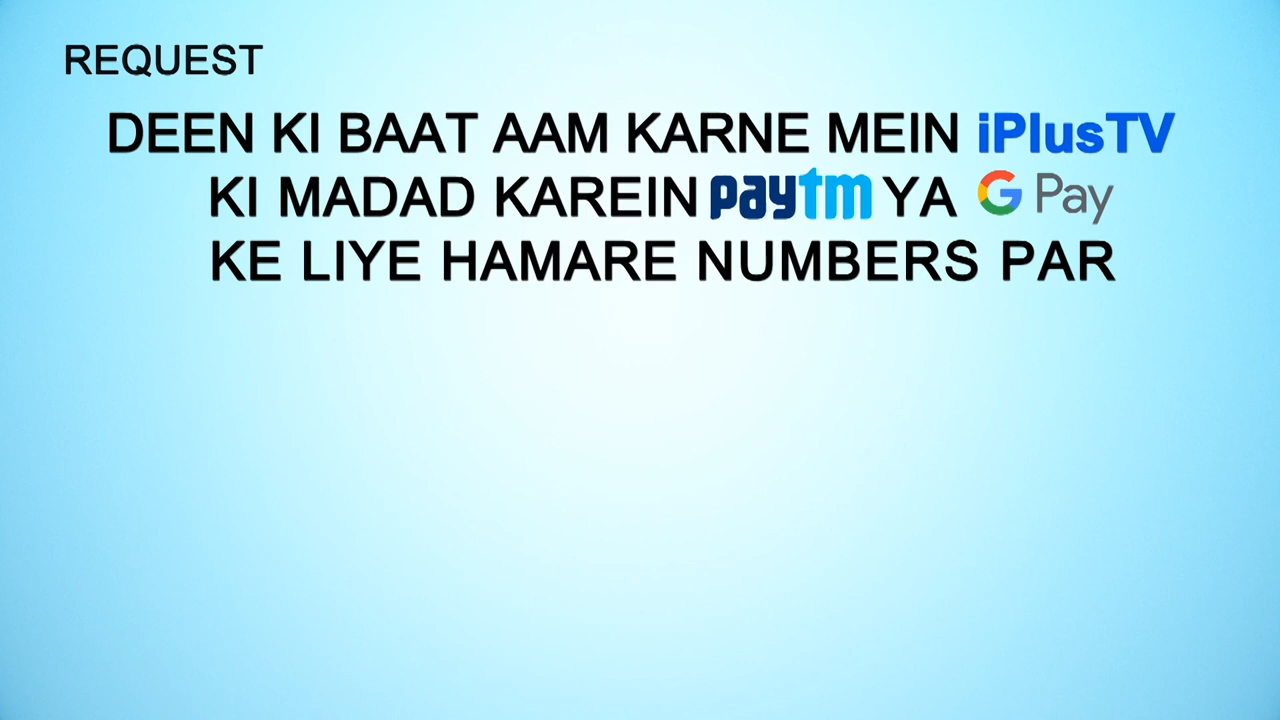 REQUEST
DEEN KI BAAT AAM KARNE MEIN iPlusTV
KI MADAD KAREIN paytm YA G Pay
KE LIYE HAMARE NUMBERS PAR